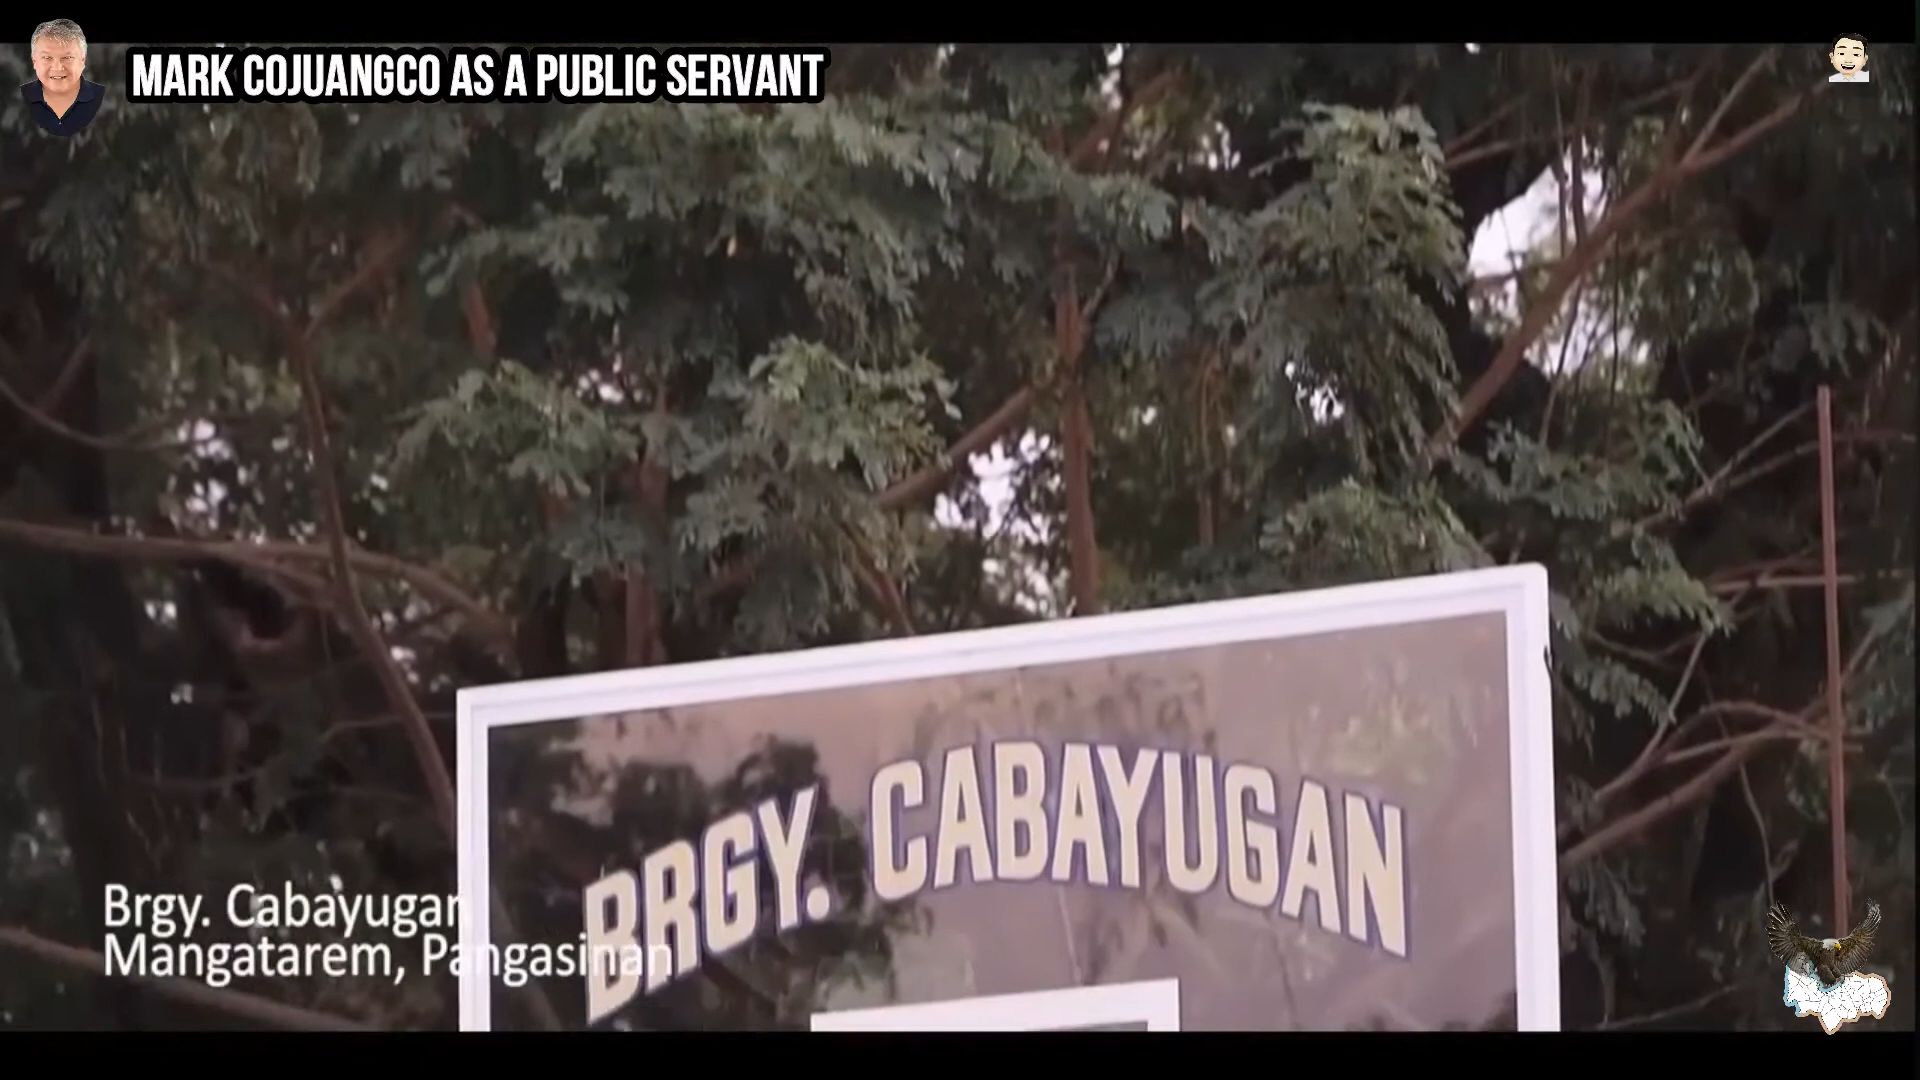 MARK COJUANGCO AS A PUBLIC SERVANT
BRGY. CABAYUGAN
Brgy. Cabayugan
Mangatarem, Pangasinan